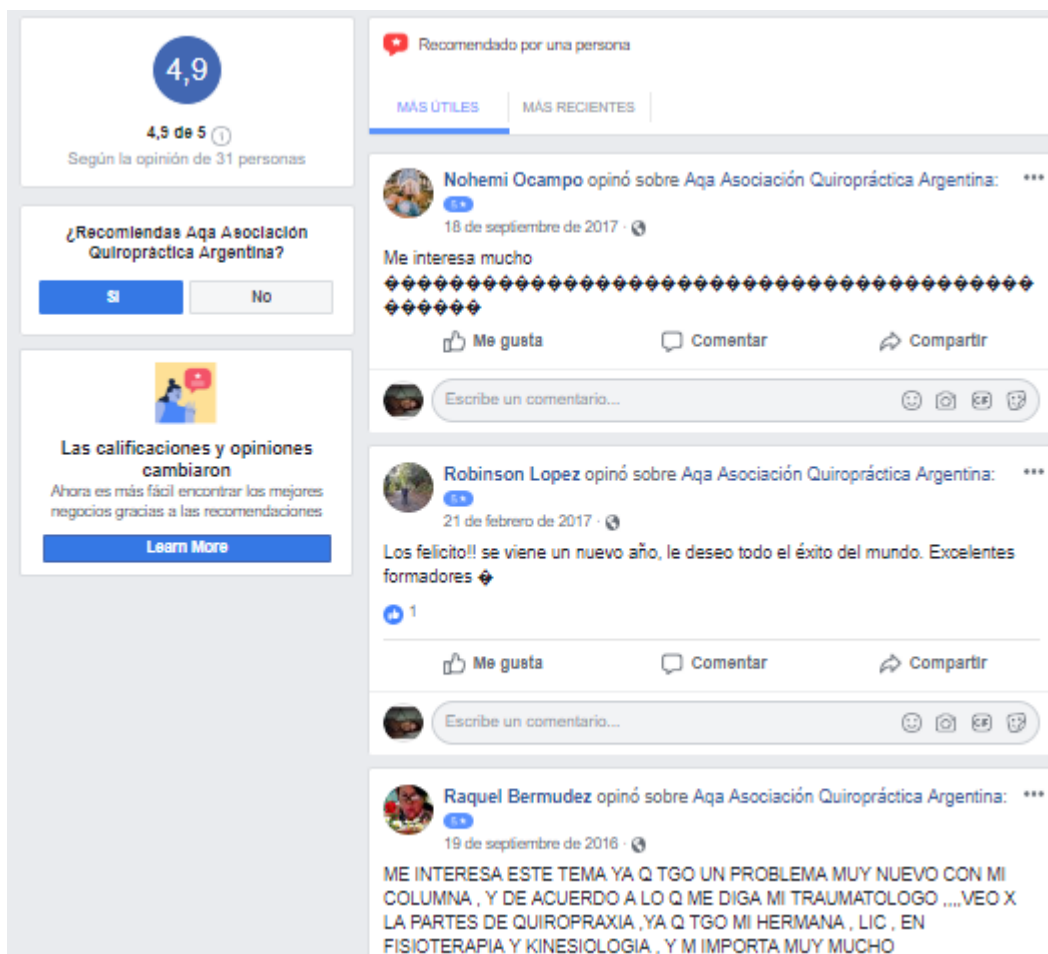 4,9
4,9 de 5
Según la opinión de 31 personas
¿Recomiendas Aqa Asociación
Quiropráctica Argentina?
Sí
No
Las calificaciones y opiniones
cambiaron
Ahora es más fácil encontrar los mejores
negocios gracias a las recomendaciones
Learn More
Recomendado por una persona
MÁS ÚTILES
MÁS RECIENTES
Nohemi Ocampo opinó sobre Aqa Asociación Quiropráctica Argentina:
5★
18 de septiembre de 2017 ·
Me interesa mucho
����������������������������������������
������
Me gusta Comentar Compartir
Escribe un comentario...
GIF
Robinson Lopez opinó sobre Aqa Asociación Quiropráctica Argentina:
5★
21 de febrero de 2017 ·
Los felicito!! se viene un nuevo año, le deseo todo el éxito del mundo. Excelentes
formadores �
1
Me gusta Comentar Compartir
Escribe un comentario...
GIF
Raquel Bermudez opinó sobre Aqa Asociación Quiropráctica Argentina:
5★
19 de septiembre de 2016 ·
ME INTERESA ESTE TEMA YA Q TGO UN PROBLEMA MUY NUEVO CON MI
COLUMNA , Y DE ACUERDO A LO Q ME DIGA MI TRAUMATOLOGO ,,,,VEO X
LA PARTES DE QUIROPRAXIA ,YA Q TGO MI HERMANA , LIC , EN
FISIOTERAPIA Y KINESIOLOGIA , Y M IMPORTA MUY MUCHO